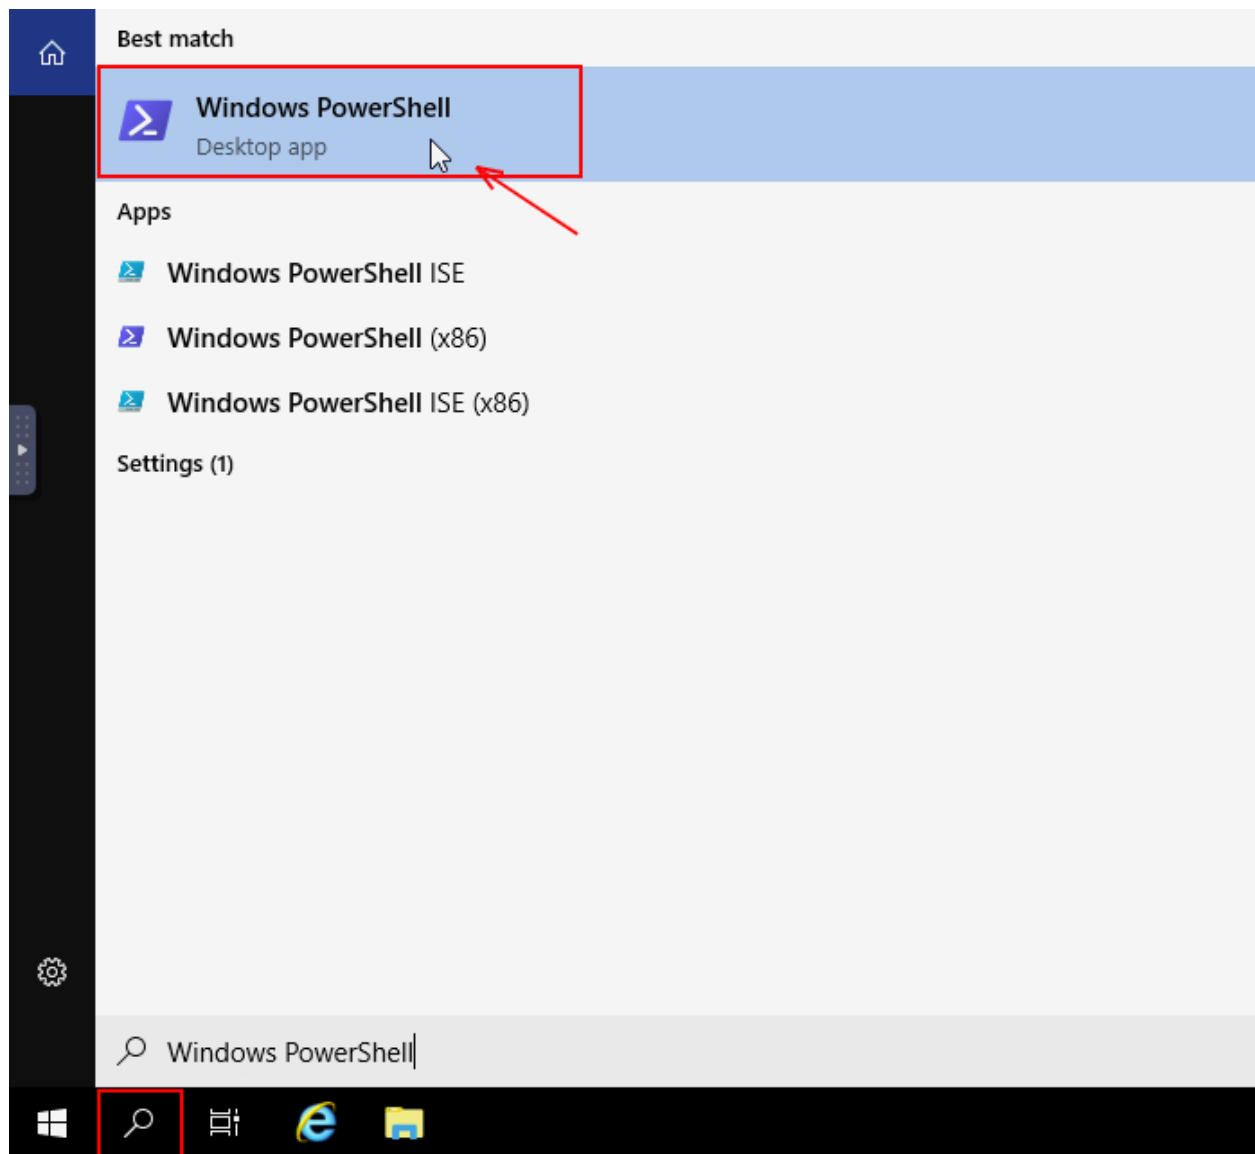 Best match
Windows PowerShell
Desktop app
Apps
Windows PowerShell ISE
Windows PowerShell (x86)
Windows PowerShell ISE (x86)
Settings (1)
Windows PowerShell